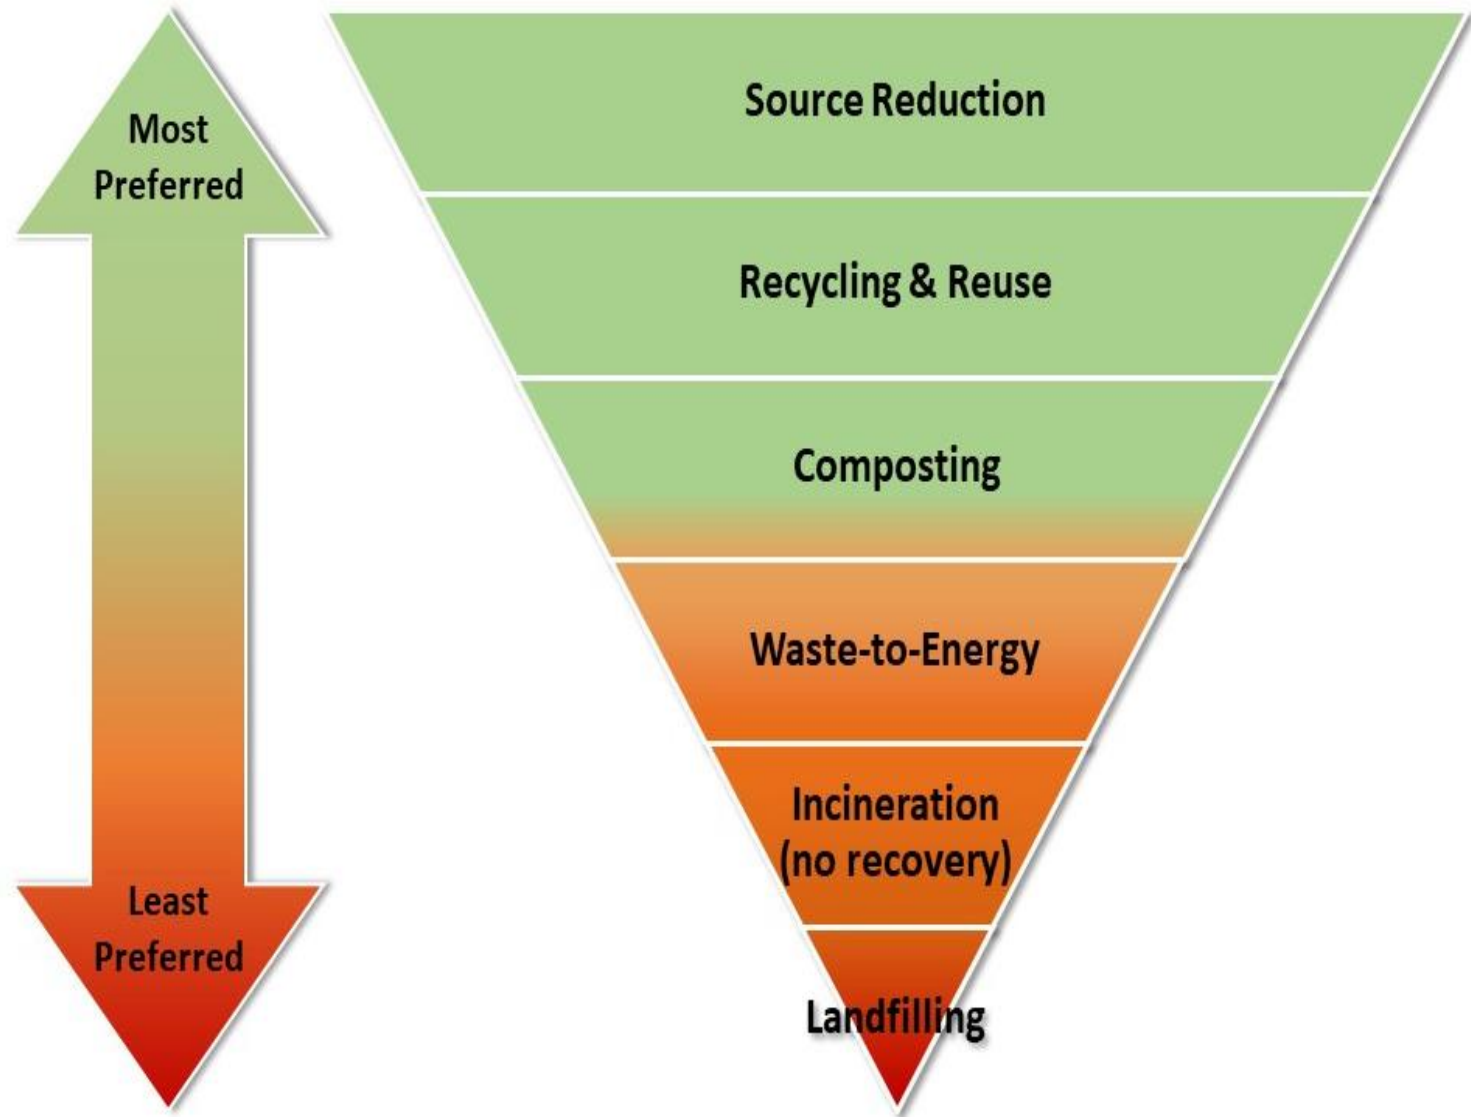 Most
Preferred
Source Reduction
Recycling & Reuse
Composting
Waste-to-Energy
Incineration
(no recovery)
Least
Preferred
Landfilling